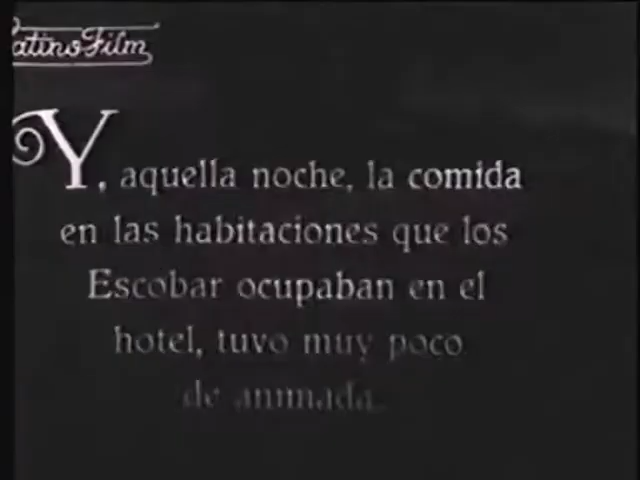 atino Film
Y, aquella noche, la comida
en las habitaciones que los
Escobar ocupaban en el
hotel, tuvo muy poco
de animada.